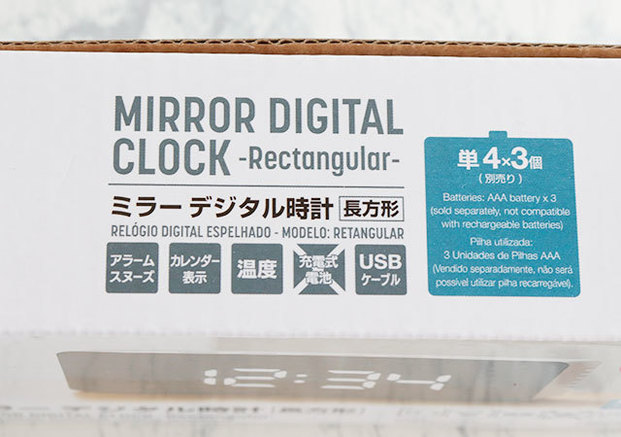 MIRROR DIGITAL
CLOCK -Rectangular-
ミラー デジタル時計 長方形
RELÓGIO DIGITAL ESPELHADO - MODELO: RETANGULAR
アラーム
スヌーズ
カレンダー
表示
温度
充電式
電池
USB
ケーブル
単4×3個
(別売り)
Batteries: AAA battery x 3
(sold separately, not compatible
with rechargeable batteries)
Pilha utilizada:
3 Unidades de Pilhas AAA
(Vendido separadamente, não será
possível utilizar pilha recarregável).
12:34